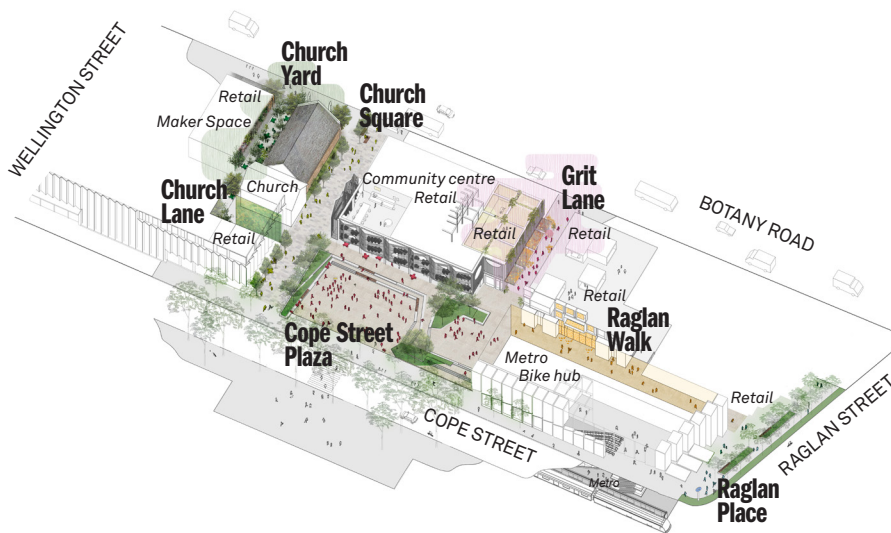 Church
Yard
WELLINGTON STREET
Retail
Maker Space
Church
Square
Church
Lane
Church
Retail
Community centre
Retail
Grit
Lane
Retail
Retail
BOTANY ROAD
Retail
Raglan
Walk
Cope Street
Plaza
Metro
Bike hub
Retail
COPE STREET
RAGLAN STREET
Metro
Raglan
Place